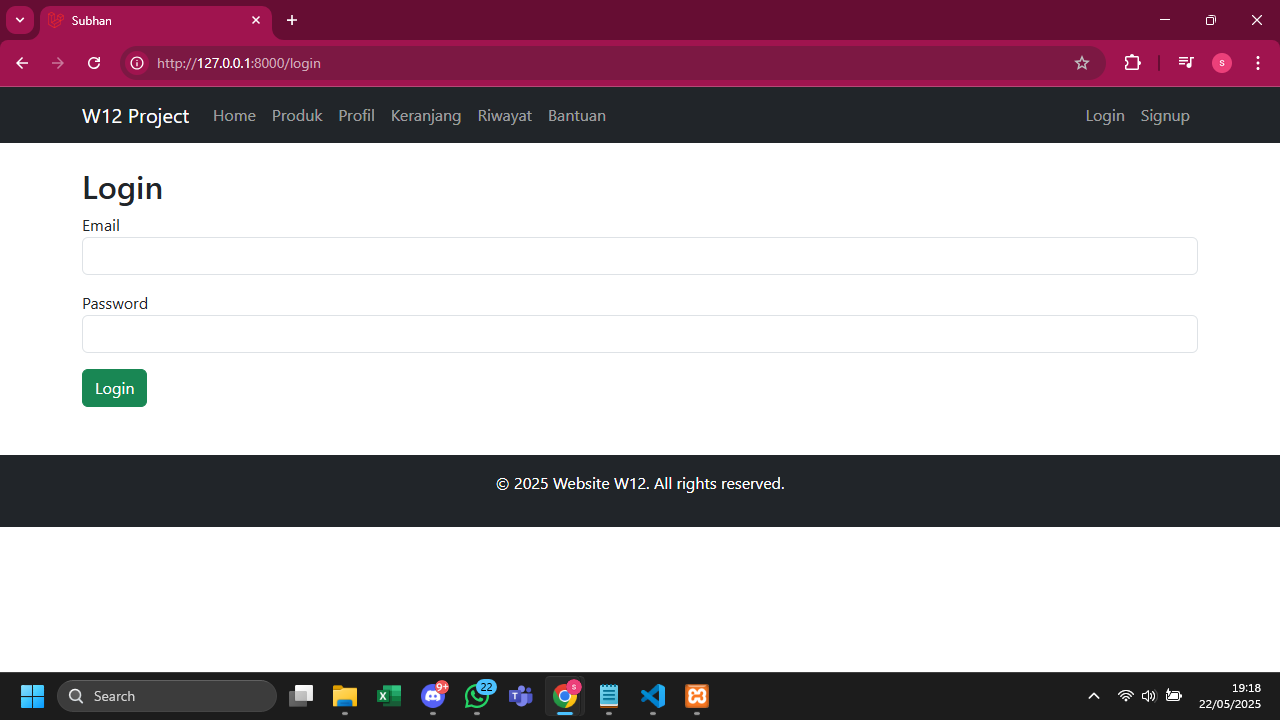 Subhan
http://127.0.0.1:8000/login
S
W12 Project Home Produk Profil Keranjang Riwayat Bantuan Login Signup
Login
Email
Password
Login
© 2025 Website W12. All rights reserved.
Search
9+
22
S
19:18
22/05/2025